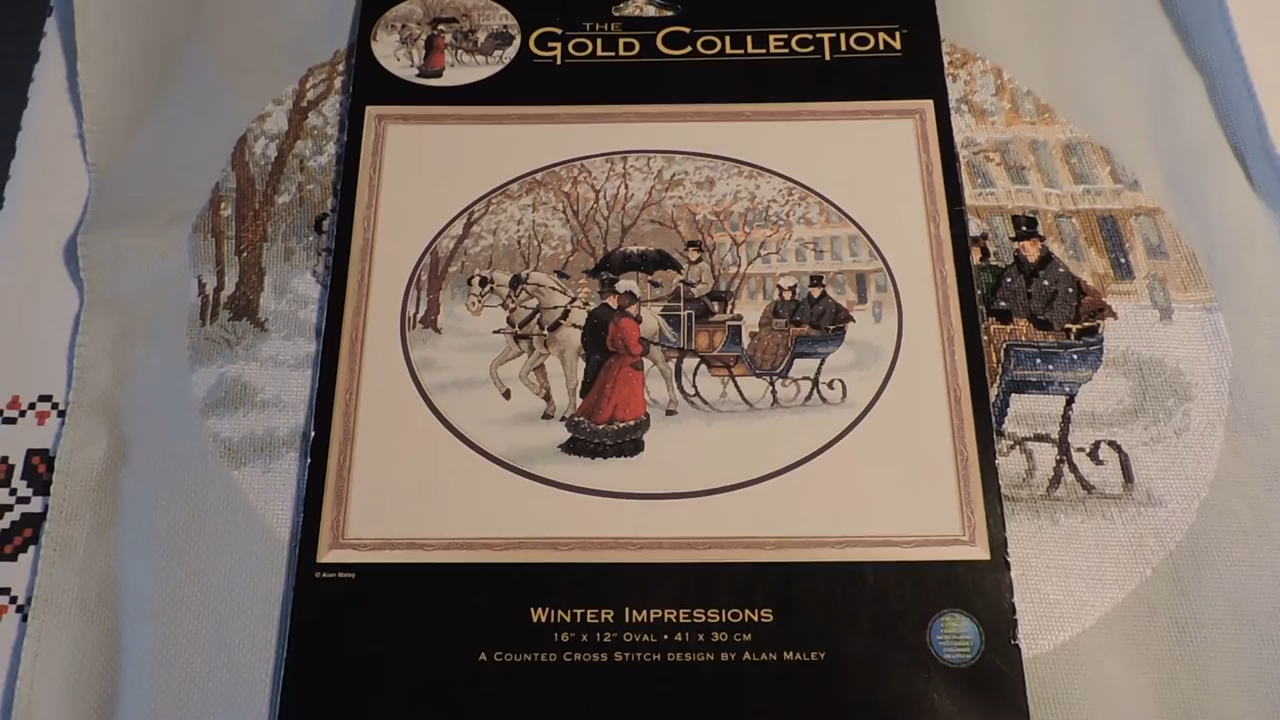 THE
GOLD COLLECTION
© Alan Maley
WINTER IMPRESSIONS
16" X 12" OVAL • 41 X 30 CM
A COUNTED CROSS STITCH DESIGN BY ALAN MALEY